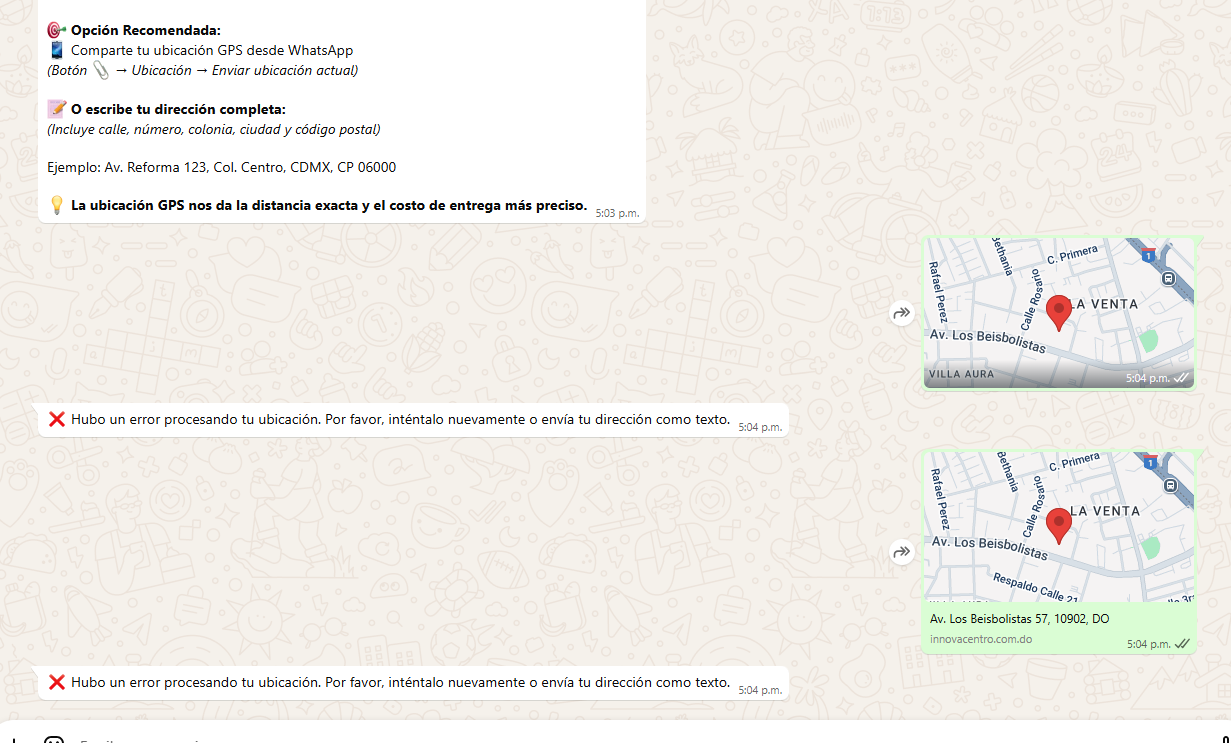 Opción Recomendada:
Comparte tu ubicación GPS desde WhatsApp
(Botón → Ubicación → Enviar ubicación actual)
O escribe tu dirección completa:
(Incluye calle, número, colonia, ciudad y código postal)
Ejemplo: Av. Reforma 123, Col. Centro, CDMX, CP 06000
La ubicación GPS nos da la distancia exacta y el costo de entrega más preciso.
5:03 p.m.
Bethania
C. Primera
1
Rafael Perez
Calle Rosario
LA VENTA
Av. Los Beisbolistas
VILLA AURA
5:04 p.m.
Hubo un error procesando tu ubicación. Por favor, inténtalo nuevamente o envía tu dirección como texto.
5:04 p.m.
Bethania
C. Primera
1
Rafael Perez
Calle Rosario
LA VENTA
Av. Los Beisbolistas
Respaldo Calle 21
Av. Los Beisbolistas 57, 10902, DO
innovacentro.com.do
5:04 p.m.
Hubo un error procesando tu ubicación. Por favor, inténtalo nuevamente o envía tu dirección como texto.
5:04 p.m.